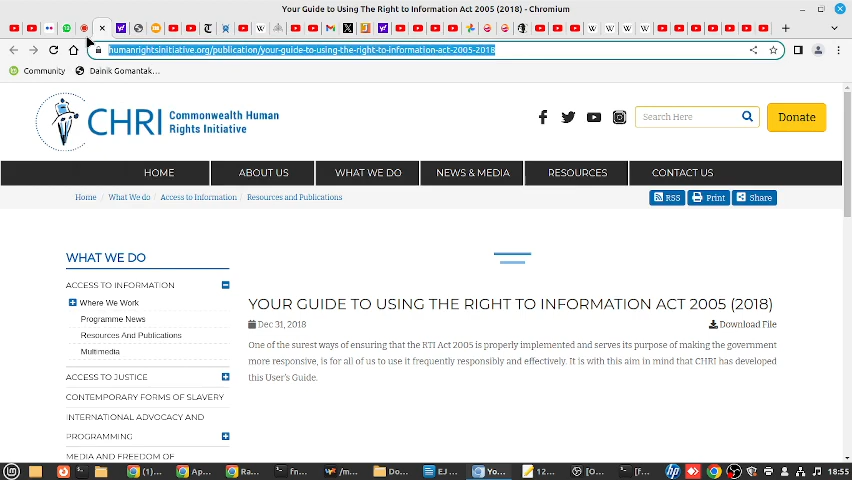 Your Guide to Using The Right to Information Act 2005 (2018) - Chromium
humanrightsinitiative.org/publication/your-guide-to-using-the-right-to-information-act-2005-2018
Community
Dainik Gomantak...
CHRI Commonwealth Human
Rights Initiative
Search Here
Donate
HOME
ABOUT US
WHAT WE DO
NEWS & MEDIA
RESOURCES
CONTACT US
Home / What We do / Access to Information / Resources and Publications
RSS
Print
Share
WHAT WE DO
ACCESS TO INFORMATION
Where We Work
Programme News
Resources And Publications
Multimedia
ACCESS TO JUSTICE
CONTEMPORARY FORMS OF SLAVERY
INTERNATIONAL ADVOCACY AND
PROGRAMMING
MEDIA AND FREEDOM OF
YOUR GUIDE TO USING THE RIGHT TO INFORMATION ACT 2005 (2018)
Dec 31, 2018
Download File
One of the surest ways of ensuring that the RTI Act 2005 is properly implemented and serves its purpose of making the government
more responsive, is for all of us to use it frequently responsibly and effectively. It is with this aim in mind that CHRI has developed
this User's Guide.
(1)...
Ap...
Ra...
fn...
/m...
Do...
EJ ...
Yo...
12...
[O...
[F...
18:55